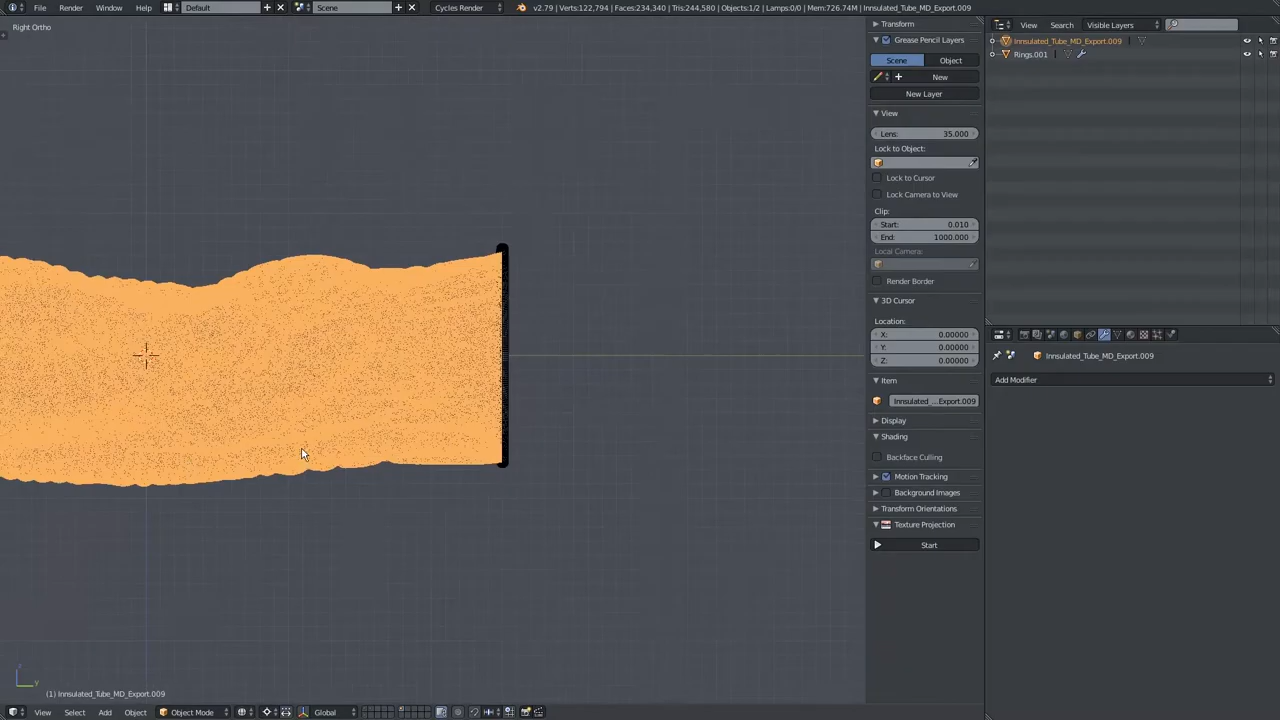 File Render Window Help Default Scene Cycles Render v2.79 | Verts:122,794 | Faces:234,340 | Tris:244,580 | Objects:1/2 | Lamps:0/0 | Mem:726.74M | Innsulated_Tube_MD_Export.009
Right Ortho
Transform
Grease Pencil Layers
Scene Object
New
New Layer
View
Lens: 35.000
Lock to Object:
Lock to Cursor
Lock Camera to View
Clip:
Start: 0.010
End: 1000.000
Local Camera:
Render Border
3D Cursor
Location:
X: 0.00000
Y: 0.00000
Z: 0.00000
Item
Innsulated_...Export.009
Display
Shading
Backface Culling
Motion Tracking
Background Images
Transform Orientations
Texture Projection
Start
View Search Visible Layers
Innsulated_Tube_MD_Export.009
Rings.001
Innsulated_Tube_MD_Export.009
Add Modifier
z
y
(1) Innsulated_Tube_MD_Export.009
View Select Add Object Object Mode Global